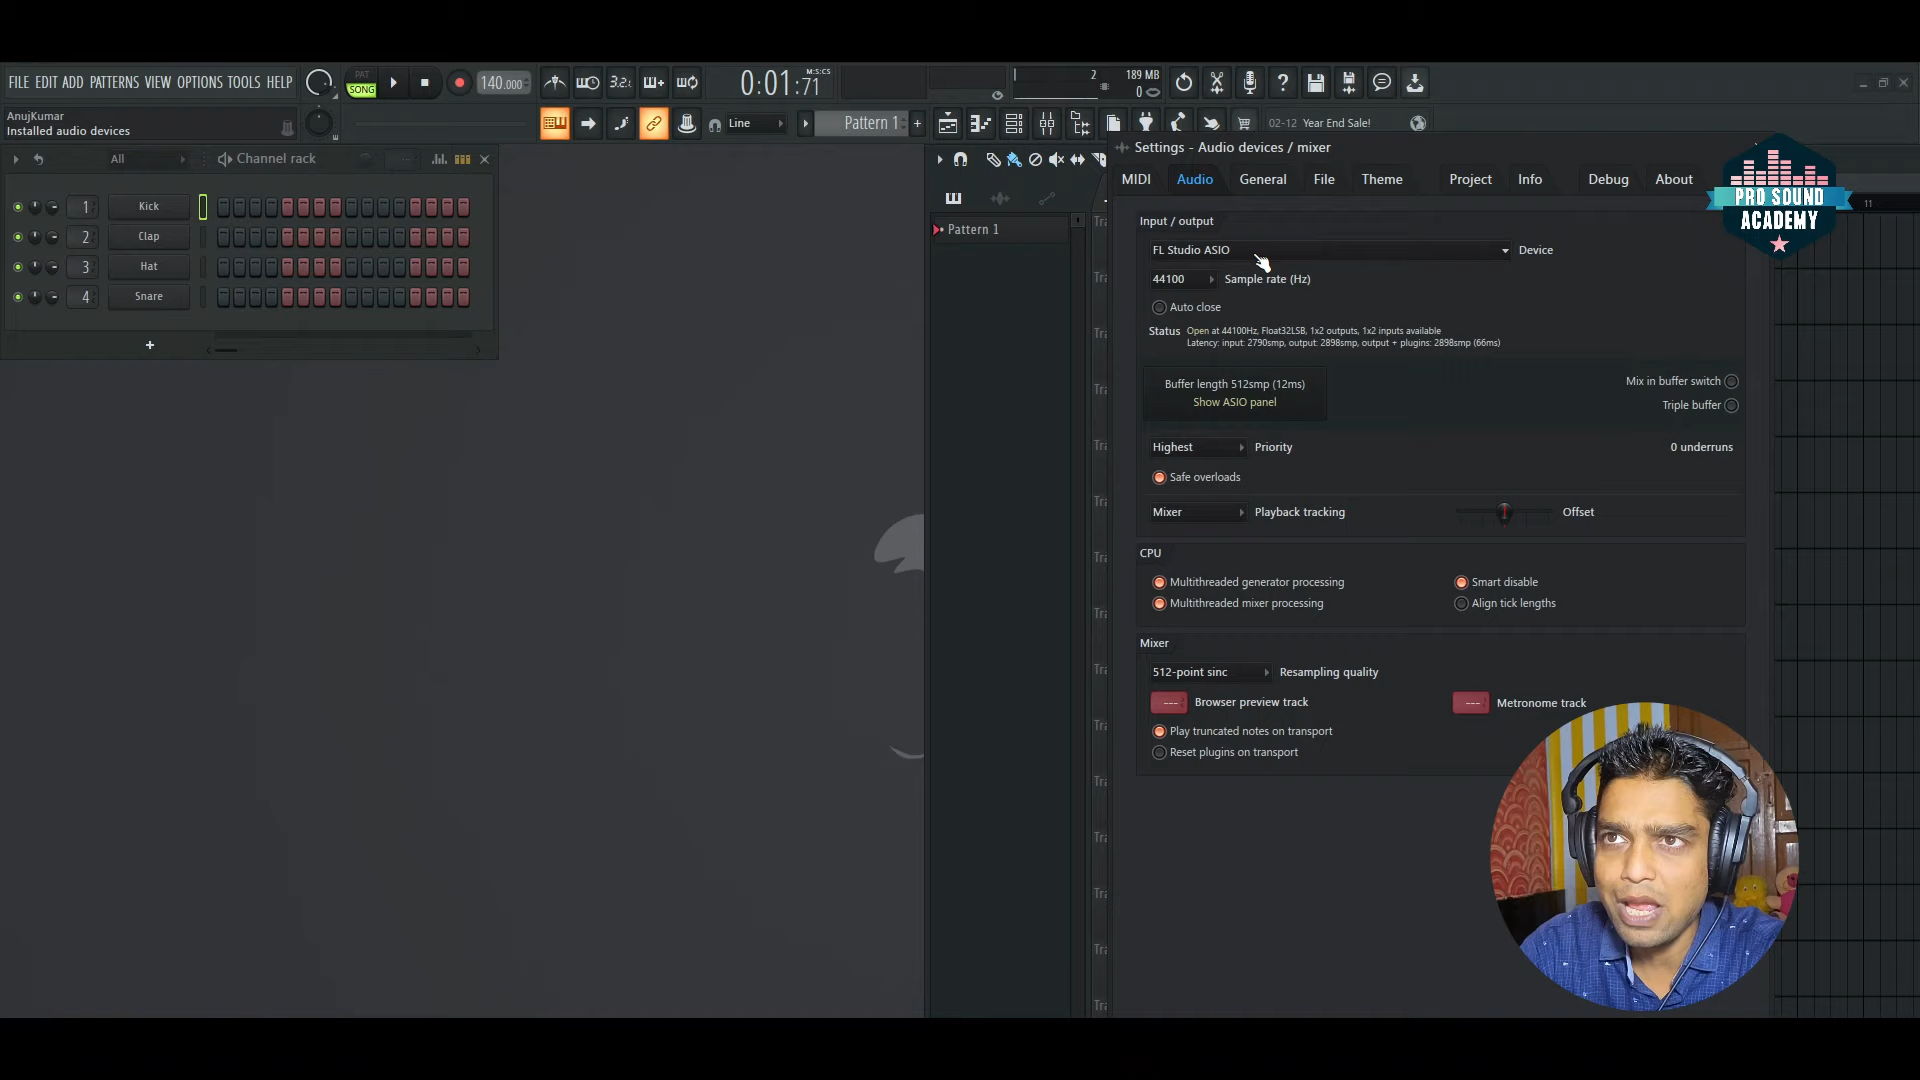 FILE EDIT ADD PATTERNS VIEW OPTIONS TOOLS HELP
PAT
SONG
140.000
3.2:
0:01:71
M:S:CS
2
189 MB
0
AnujKumar
Installed audio devices
Line
Pattern 1
02-12 Year End Sale!
All
Channel rack
1 Kick
2 Clap
3 Hat
4 Snare
Pattern 1
Settings - Audio devices / mixer
MIDI Audio General File Theme Project Info Debug About
PRO SOUND
ACADEMY
11
Input / output
FL Studio ASIO Device
44100 Sample rate (Hz)
Auto close
Status Open at 44100Hz, Float32LSB, 1x2 outputs, 1x2 inputs available
Latency: input: 2790smp, output: 2898smp, output + plugins: 2898smp (66ms)
Buffer length 512smp (12ms)
Show ASIO panel
Mix in buffer switch
Triple buffer
Highest Priority 0 underruns
Safe overloads
Mixer Playback tracking Offset
CPU
Multithreaded generator processing Smart disable
Multithreaded mixer processing Align tick lengths
Mixer
512-point sinc Resampling quality
--- Browser preview track --- Metronome track
Play truncated notes on transport
Reset plugins on transport